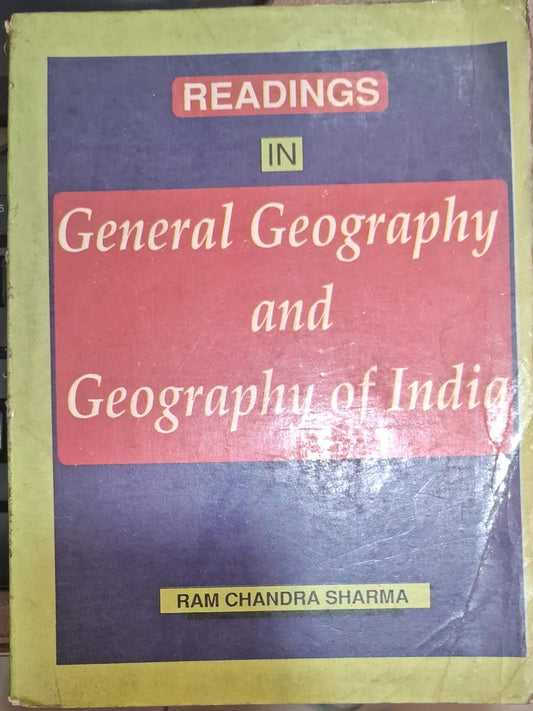 READINGS
IN
General Geography
and
Geography of India
RAM CHANDRA SHARMA